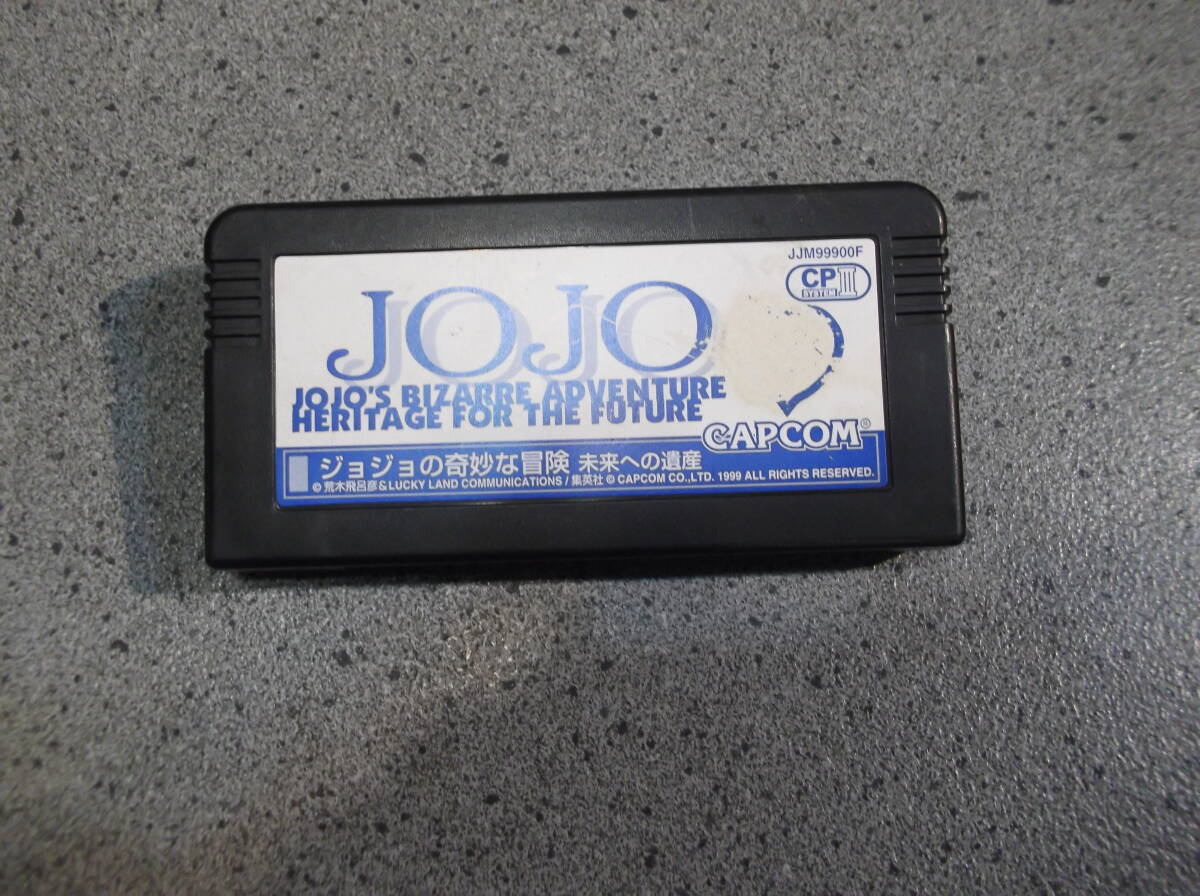 JJM99900F
CP III
SYSTEM
JOJO
JOJO'S BIZARRE ADVENTURE
HERITAGE FOR THE FUTURE
CAPCOM®
ジョジョの奇妙な冒険 未来への遺産
© 荒木飛呂彦&LUCKY LAND COMMUNICATIONS / 集英社 © CAPCOM CO.,LTD. 1999 ALL RIGHTS RESERVED.